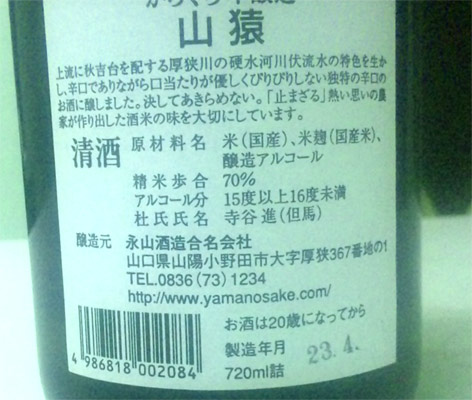 からくち 本醸造
山猿
上流に秋吉台を配する厚狭川の硬水河川伏流水の特色を生か
し、辛口でありながら口当たりが優しくぴりぴりしない独特の辛口の
お酒に醸しました。決してあきらめない。「止まざる」熱い思いの農
家が作り出した酒米の味を大切にしています。
清酒 原材料名 米(国産)、米麹(国産米)、
醸造アルコール
精米歩合 70%
アルコール分 15度以上16度未満
杜氏氏名 寺谷 進(但馬)
醸造元 永山酒造合名会社
山口県山陽小野田市大字厚狭367番地の1
TEL.0836(73)1234
http://www.yamanosake.com/
お酒は20歳になってから
製造年月 23.4.
720ml詰
4 986818 002084